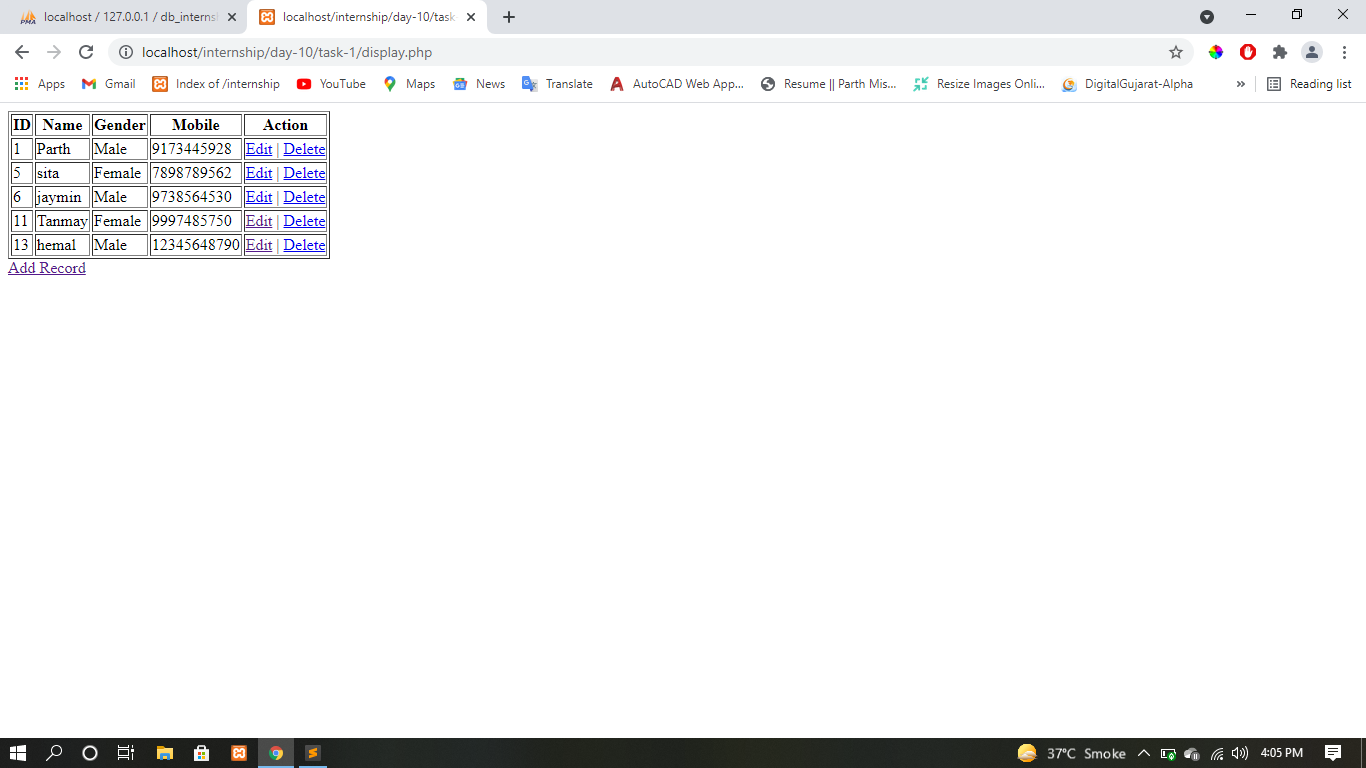 localhost / 127.0.0.1 / db_interns
localhost/internship/day-10/task-
localhost/internship/day-10/task-1/display.php
Apps Gmail Index of /internship YouTube Maps News Translate AutoCAD Web App... Resume || Parth Mis... Resize Images Onli... DigitalGujarat-Alpha » Reading list
ID Name Gender Mobile Action
1 Parth Male 9173445928 Edit | Delete
5 sita Female 7898789562 Edit | Delete
6 jaymin Male 9738564530 Edit | Delete
11 Tanmay Female 9997485750 Edit | Delete
13 hemal Male 12345648790 Edit | Delete
Add Record
37°C Smoke 4:05 PM